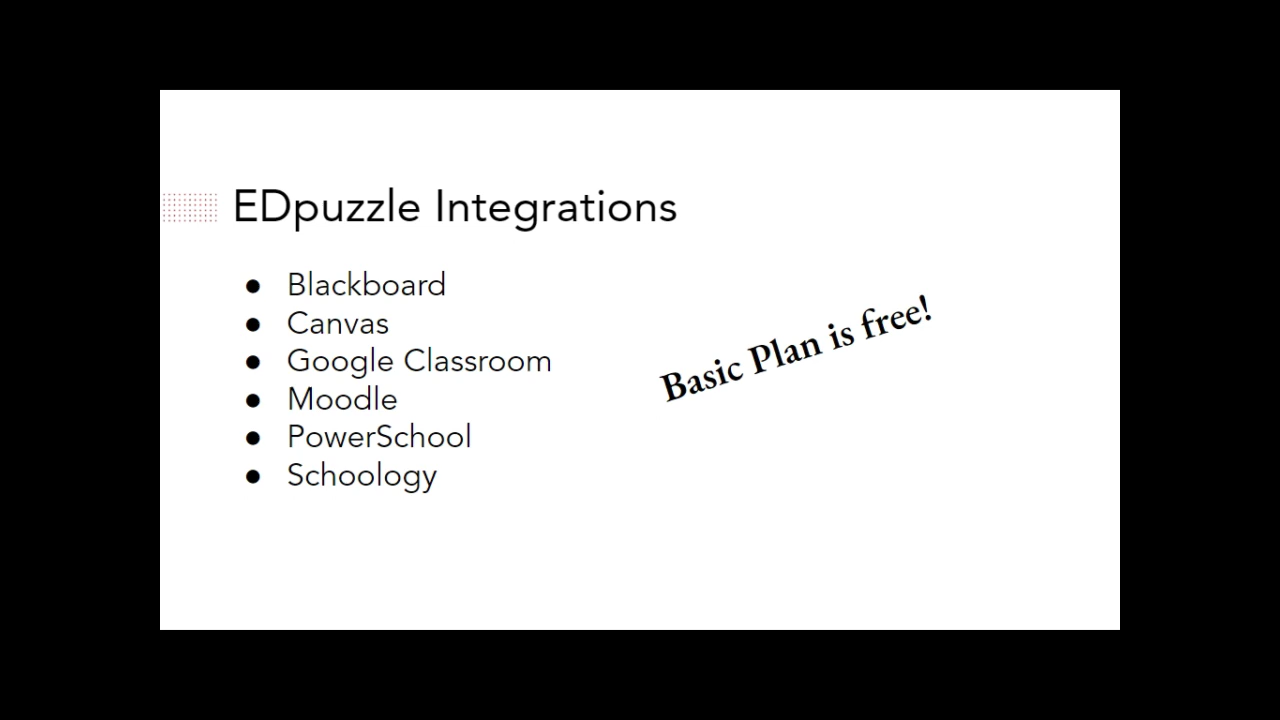 EDpuzzle Integrations
● Blackboard
● Canvas
● Google Classroom
● Moodle
● PowerSchool
● Schoology
Basic Plan is free!